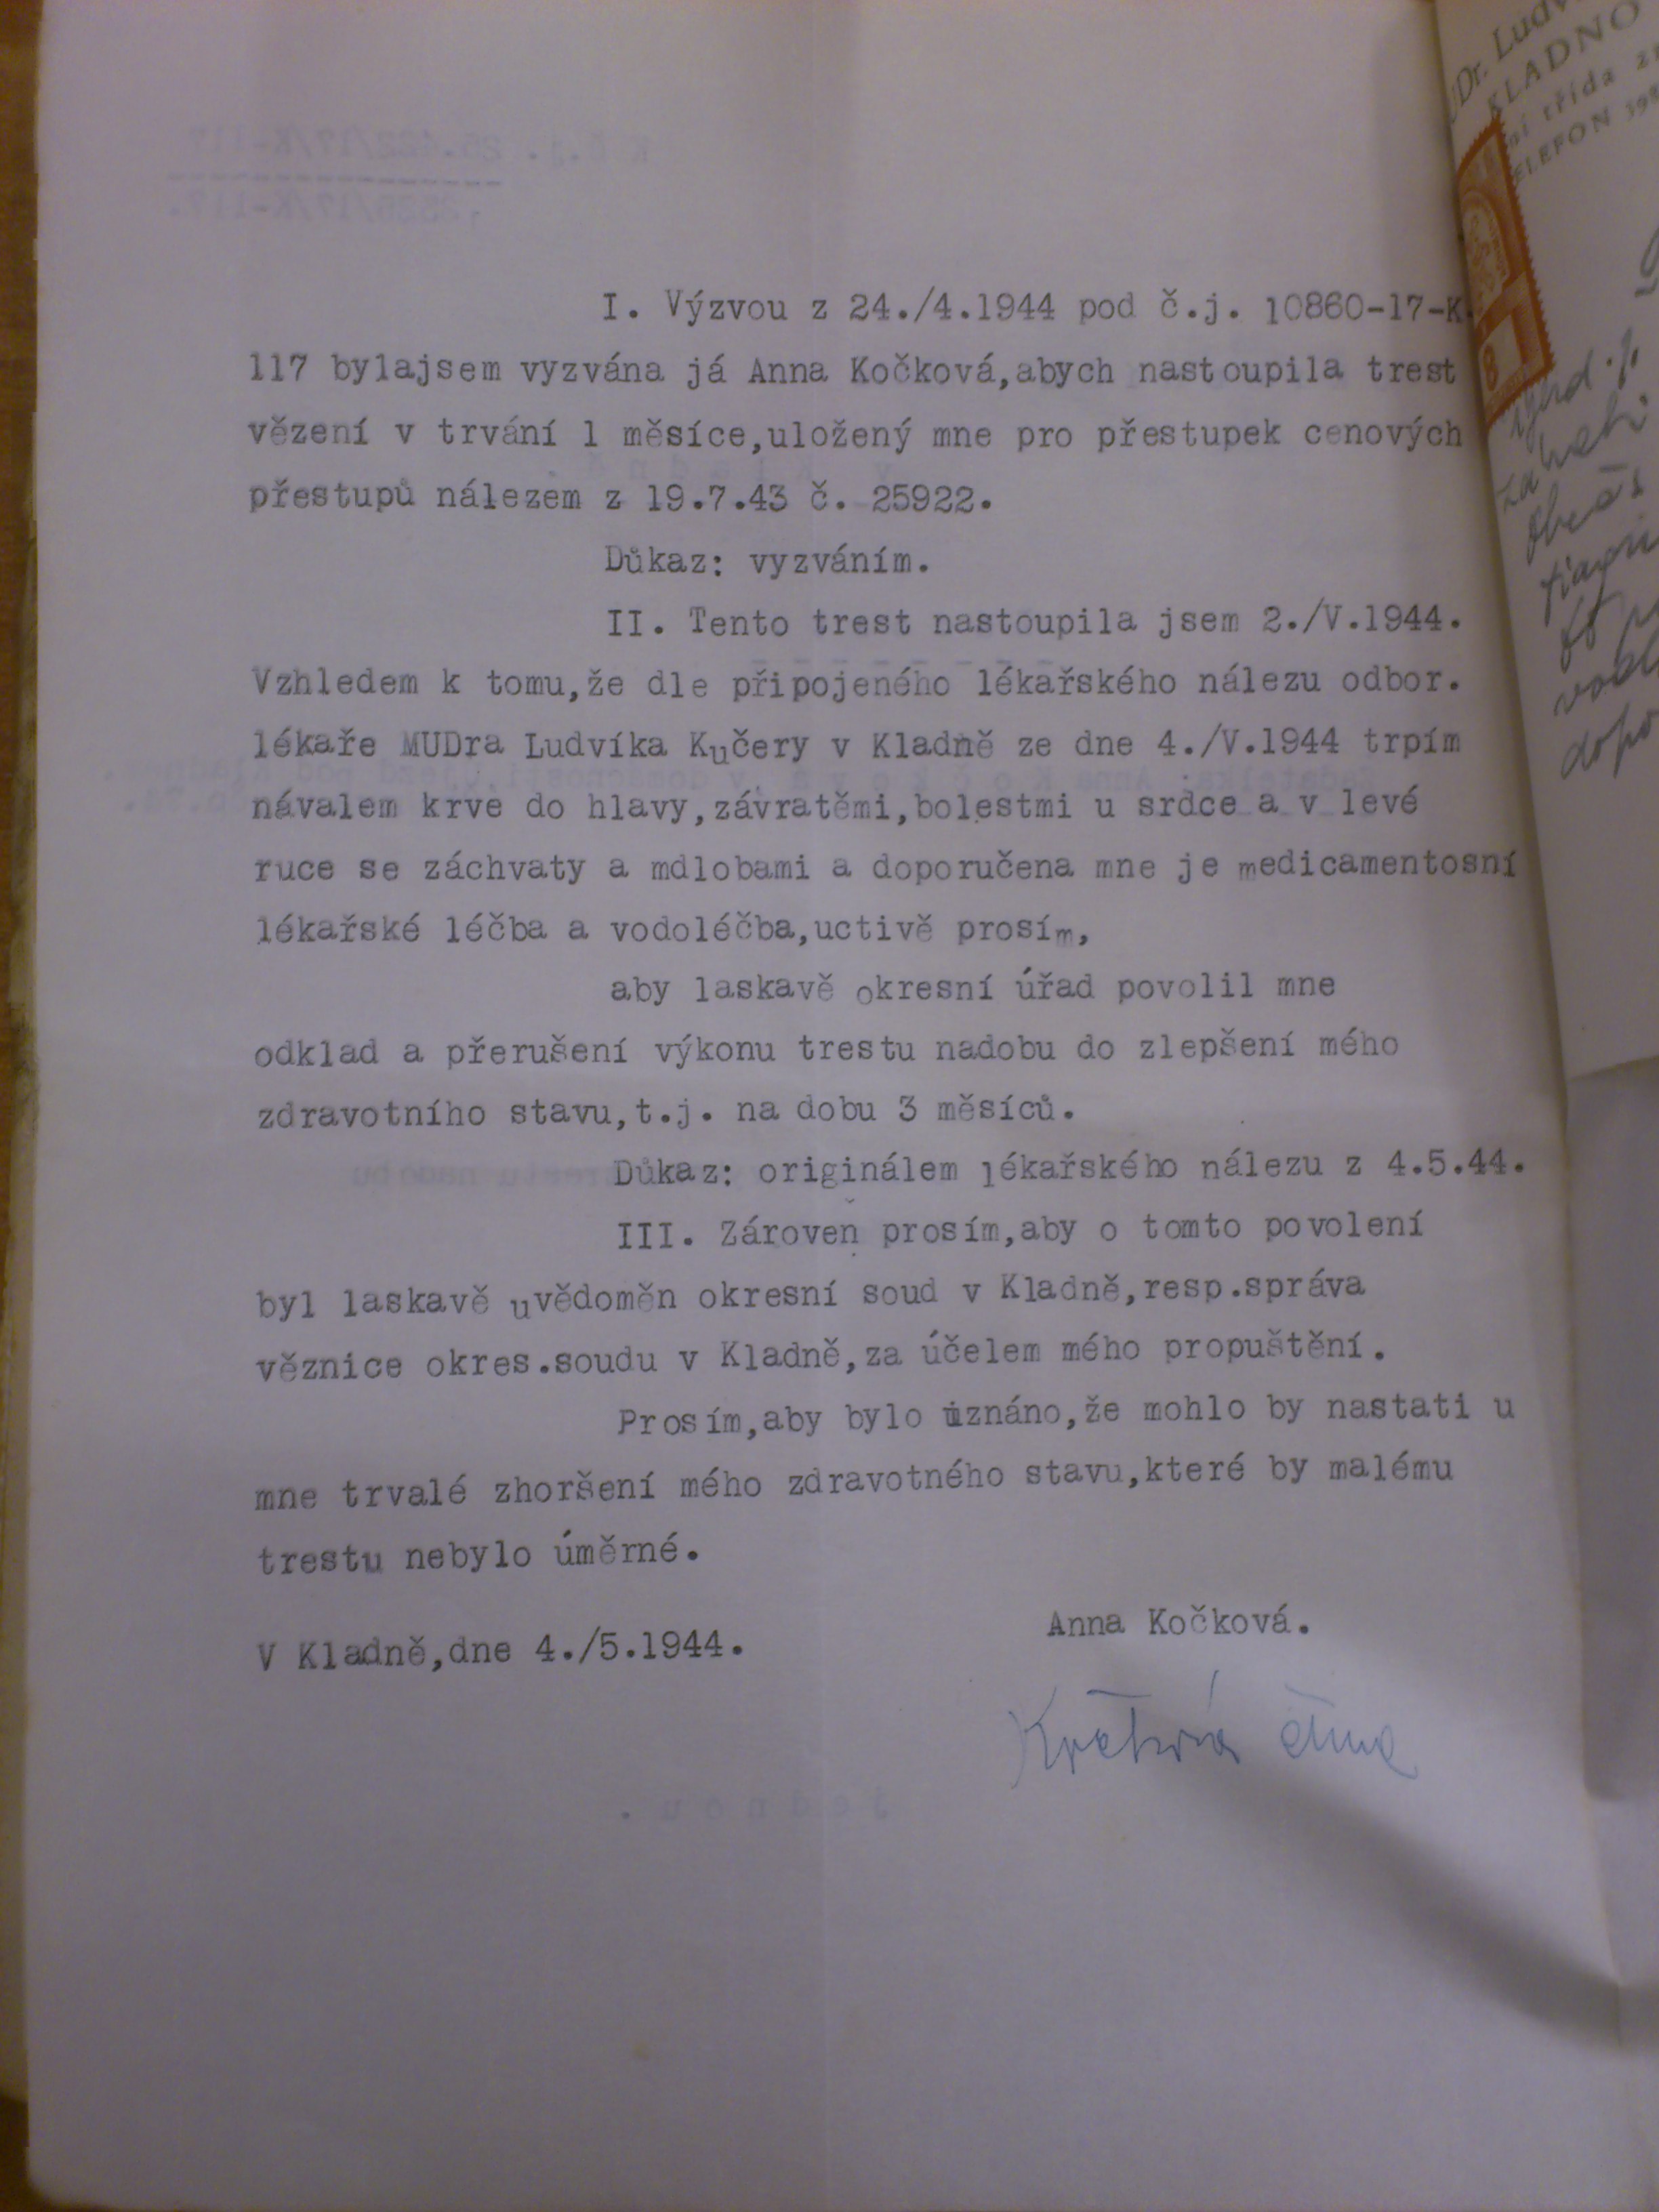 I. Výzvou z 24./4.1944 pod č.j. 10860-17-K
117 bylajsem vyzvána já Anna Kočková,abych nastoupila trest
vězení v trvání 1 měsíce,uložený mne pro přestupek cenových
přestupů nálezem z 19.7.43 č. 25922.
Důkaz: vyzváním.
II. Tento trest nastoupila jsem 2./V.1944.
Vzhledem k tomu,že dle připojeného lékařského nálezu odbor.
lékaře MUDra Ludvíka Kučery v Kladně ze dne 4./V.1944 trpím
návalem krve do hlavy,závratěmi,bolestmi u srdce a v levé
ruce se záchvaty a mdlobami a doporučena mne je medicamentosní
lékařské léčba a vodoléčba,uctivě prosím,
aby laskavě okresní úřad povolil mne
odklad a přerušení výkonu trestu nadobu do zlepšení mého
zdravotního stavu,t.j. na dobu 3 měsíců.
Důkaz: originálem lékařského nálezu z 4.5.44.
III. Zároveň prosím,aby o tomto povolení
byl laskavě uvědoměn okresní soud v Kladně,resp.správa
věznice okres.soudu v Kladně,za účelem mého propuštění.
Prosím,aby bylo uznáno,že mohlo by nastati u
mne trvalé zhoršení mého zdravotného stavu,které by malému
trestu nebylo úměrné.
Anna Kočková.
V Kladně,dne 4./5.1944.
Kočková Anna
Dr.
KLADNO
třída
8